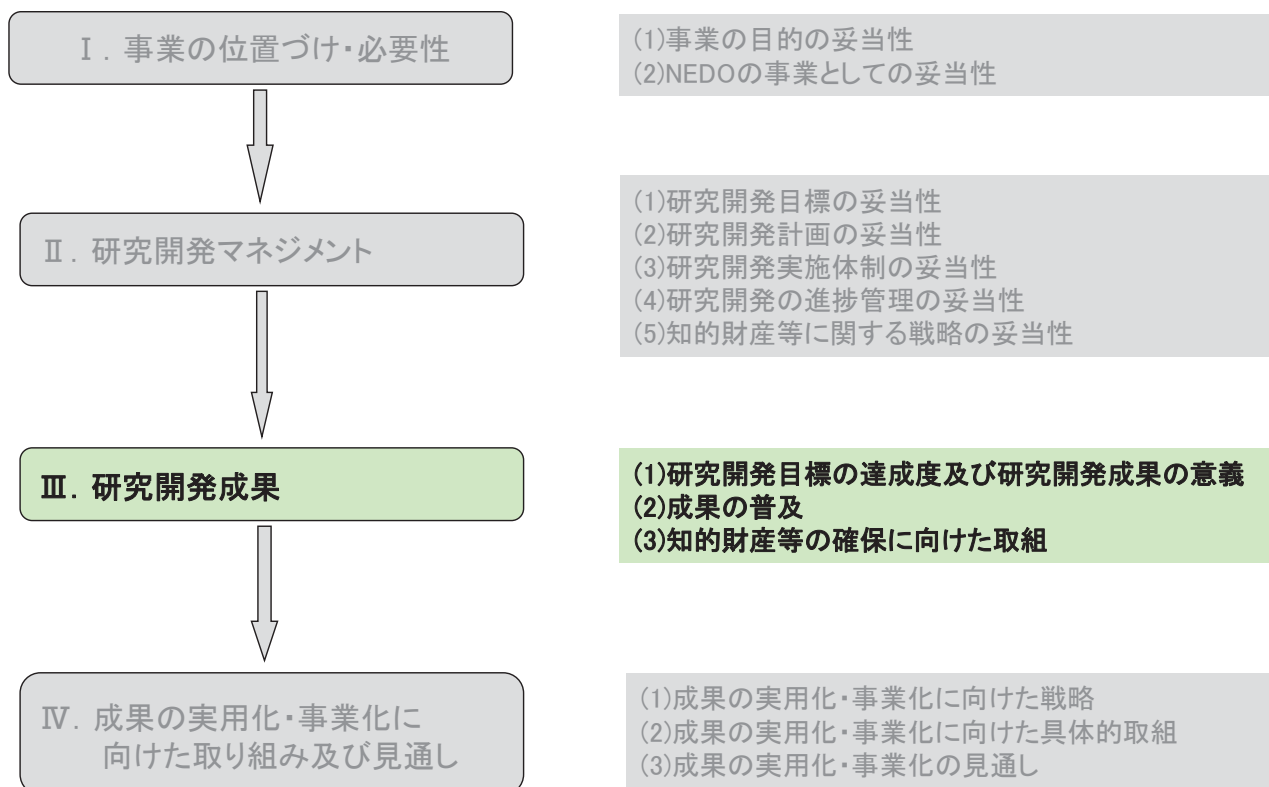 Ⅰ．事業の位置づけ・必要性
(1)事業の目的の妥当性
(2)NEDOの事業としての妥当性
Ⅱ．研究開発マネジメント
(1)研究開発目標の妥当性
(2)研究開発計画の妥当性
(3)研究開発実施体制の妥当性
(4)研究開発の進捗管理の妥当性
(5)知的財産等に関する戦略の妥当性
Ⅲ．研究開発成果
(1)研究開発目標の達成度及び研究開発成果の意義
(2)成果の普及
(3)知的財産等の確保に向けた取組
Ⅳ．成果の実用化・事業化に
向けた取り組み及び見通し
(1)成果の実用化・事業化に向けた戦略
(2)成果の実用化・事業化に向けた具体的取組
(3)成果の実用化・事業化の見通し